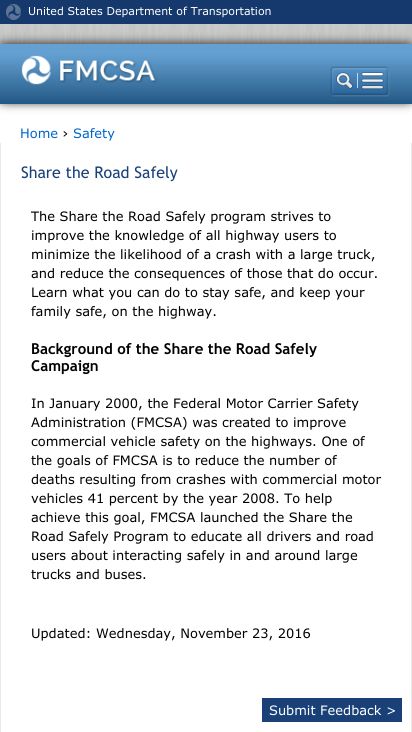 United States Department of Transportation
FMCSA
Home › Safety
Share the Road Safely
The Share the Road Safely program strives to
improve the knowledge of all highway users to
minimize the likelihood of a crash with a large truck,
and reduce the consequences of those that do occur.
Learn what you can do to stay safe, and keep your
family safe, on the highway.
Background of the Share the Road Safely
Campaign
In January 2000, the Federal Motor Carrier Safety
Administration (FMCSA) was created to improve
commercial vehicle safety on the highways. One of
the goals of FMCSA is to reduce the number of
deaths resulting from crashes with commercial motor
vehicles 41 percent by the year 2008. To help
achieve this goal, FMCSA launched the Share the
Road Safely Program to educate all drivers and road
users about interacting safely in and around large
trucks and buses.
Updated: Wednesday, November 23, 2016
Submit Feedback >